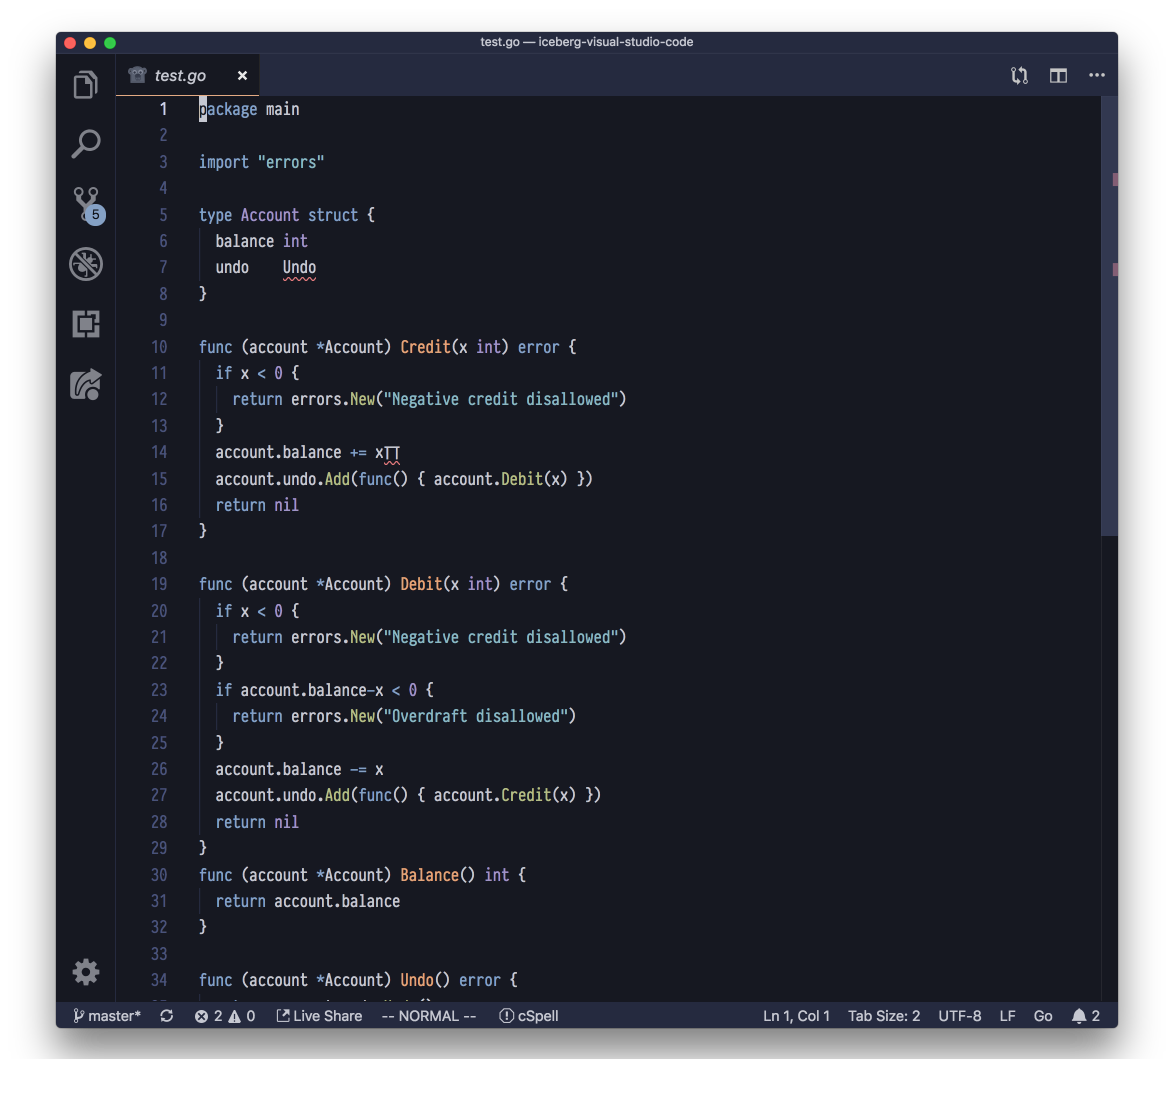 test.go — iceberg-visual-studio-code
test.go ×
1 package main
2
3 import "errors"
4
5 type Account struct {
6 balance int
7 undo    Undo
8 }
9
10 func (account *Account) Credit(x int) error {
11 if x < 0 {
12 return errors.New("Negative credit disallowed")
13 }
14 account.balance += x
15 account.undo.Add(func() { account.Debit(x) })
16 return nil
17 }
18
19 func (account *Account) Debit(x int) error {
20 if x < 0 {
21 return errors.New("Negative credit disallowed")
22 }
23 if account.balance-x < 0 {
24 return errors.New("Overdraft disallowed")
25 }
26 account.balance -= x
27 account.undo.Add(func() { account.Credit(x) })
28 return nil
29 }
30 func (account *Account) Balance() int {
31 return account.balance
32 }
33
34 func (account *Account) Undo() error {
5
master* 2 0 Live Share -- NORMAL -- cSpell Ln 1, Col 1 Tab Size: 2 UTF-8 LF Go 2